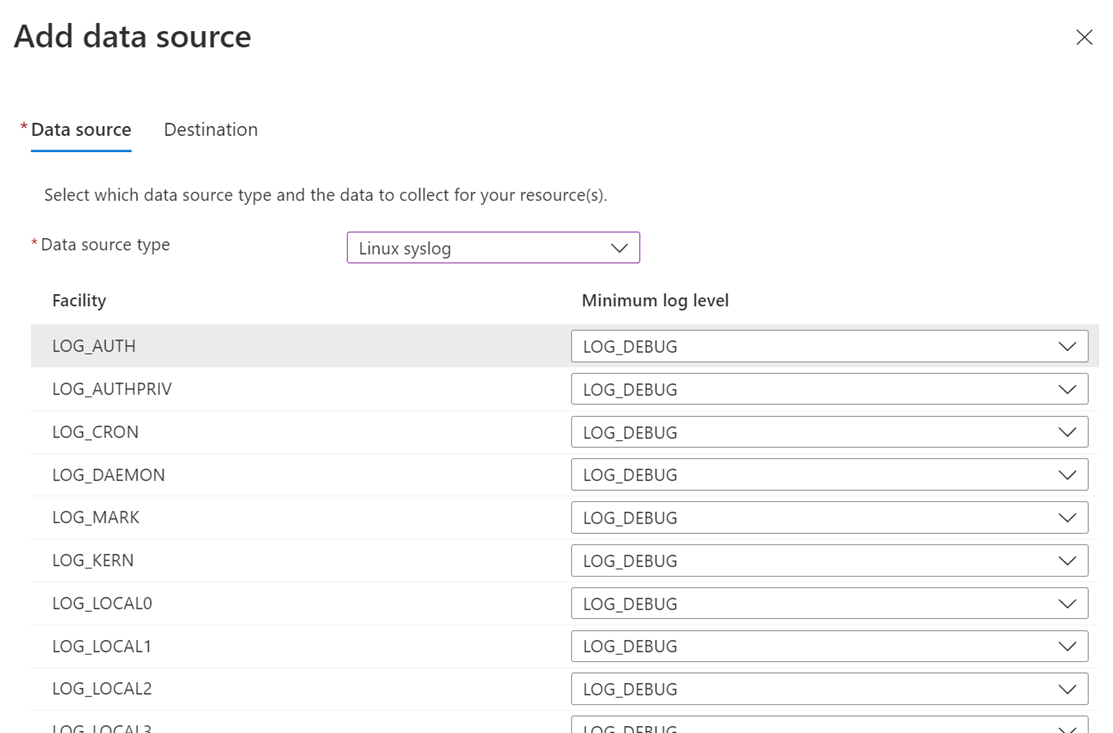 Add data source
* Data source Destination
Select which data source type and the data to collect for your resource(s).
* Data source type Linux syslog
Facility Minimum log level
LOG_AUTH LOG_DEBUG
LOG_AUTHPRIV LOG_DEBUG
LOG_CRON LOG_DEBUG
LOG_DAEMON LOG_DEBUG
LOG_MARK LOG_DEBUG
LOG_KERN LOG_DEBUG
LOG_LOCAL0 LOG_DEBUG
LOG_LOCAL1 LOG_DEBUG
LOG_LOCAL2 LOG_DEBUG
LOG_LOCAL3 LOG_DEBUG